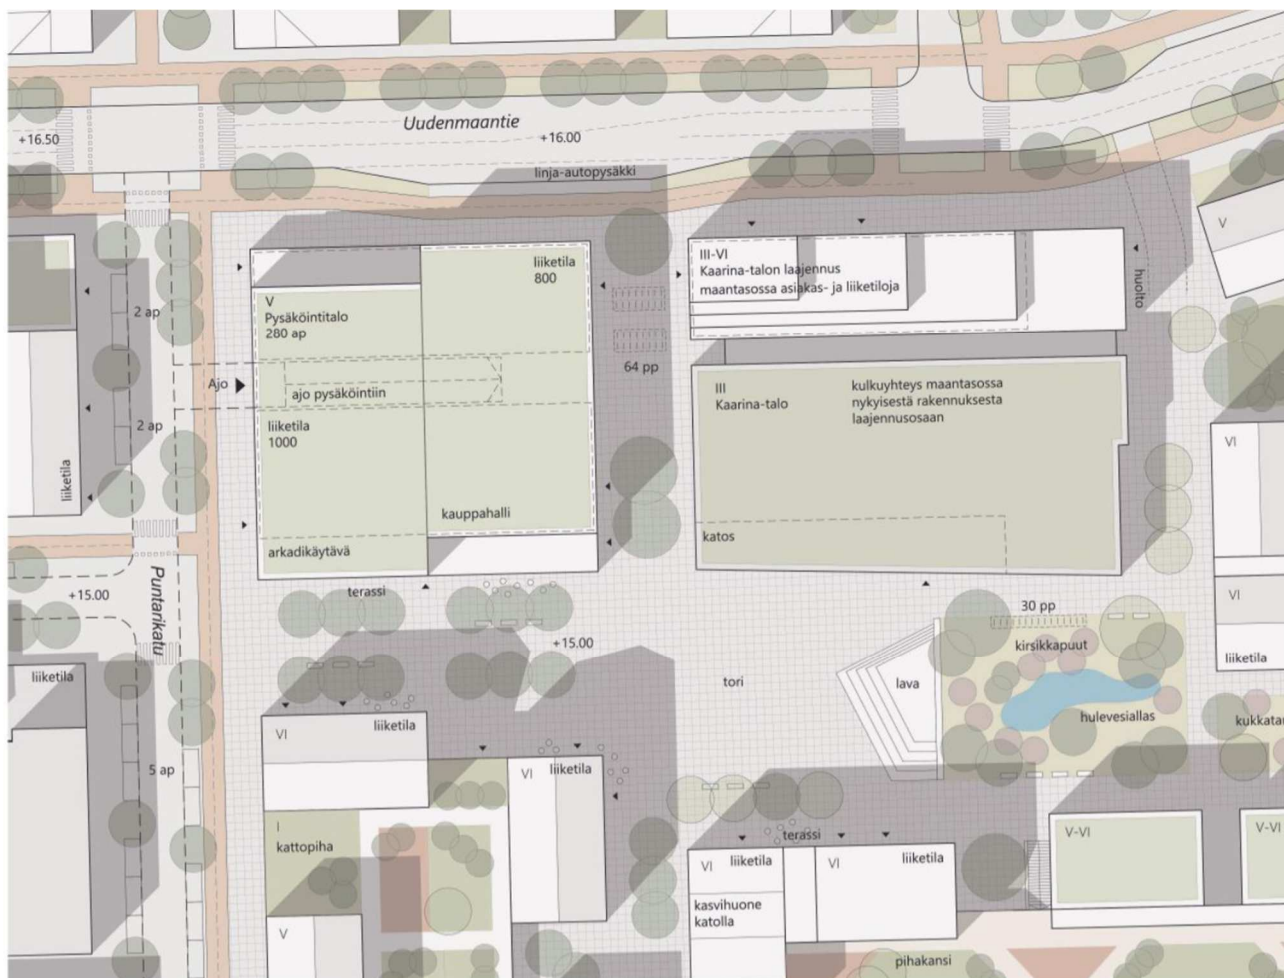 Uudenmaantie
+16.50
+16.00
linja-autopysäkki
V
liiketila
800
III-VI
Kaarina-talon laajennus
maantasossa asiakas- ja liiketiloja
huolto
V
Pysäköintitalo
280 ap
2 ap
64 pp
Ajo
ajo pysäköintiin
III
Kaarina-talo
kulkuyhteys maantasossa
nykyisestä rakennuksesta
laajennusosaan
2 ap
liiketila
1000
VI
liiketila
kauppahalli
katos
arkadikäytävä
terassi
+15.00
Puntarikatu
30 pp
VI
+15.00
kirsikkapuut
liiketila
liiketila
tori
lava
hulevesiallas
VI
liiketila
5 ap
VI
liiketila
I
kattopiha
terassi
V-VI
V-VI
VI
liiketila
VI
liiketila
kasvihuone
katolla
V
pihakansi